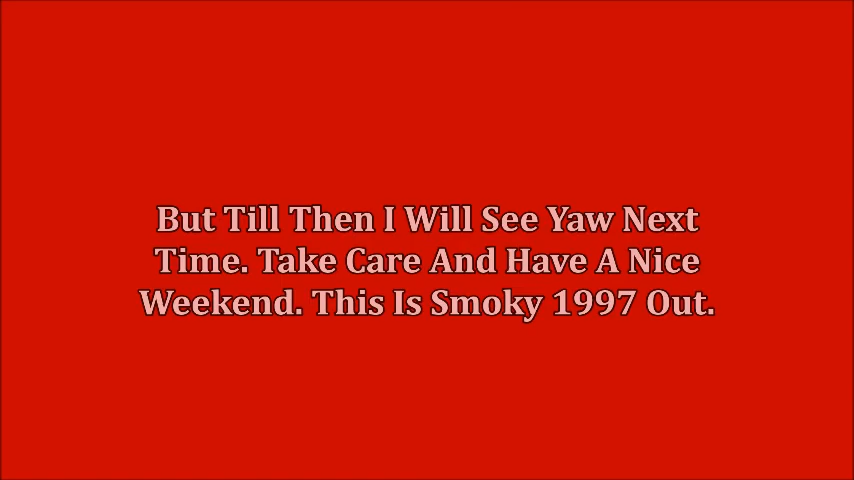 But Till Then I Will See Yaw Next
Time. Take Care And Have A Nice
Weekend. This Is Smoky 1997 Out.